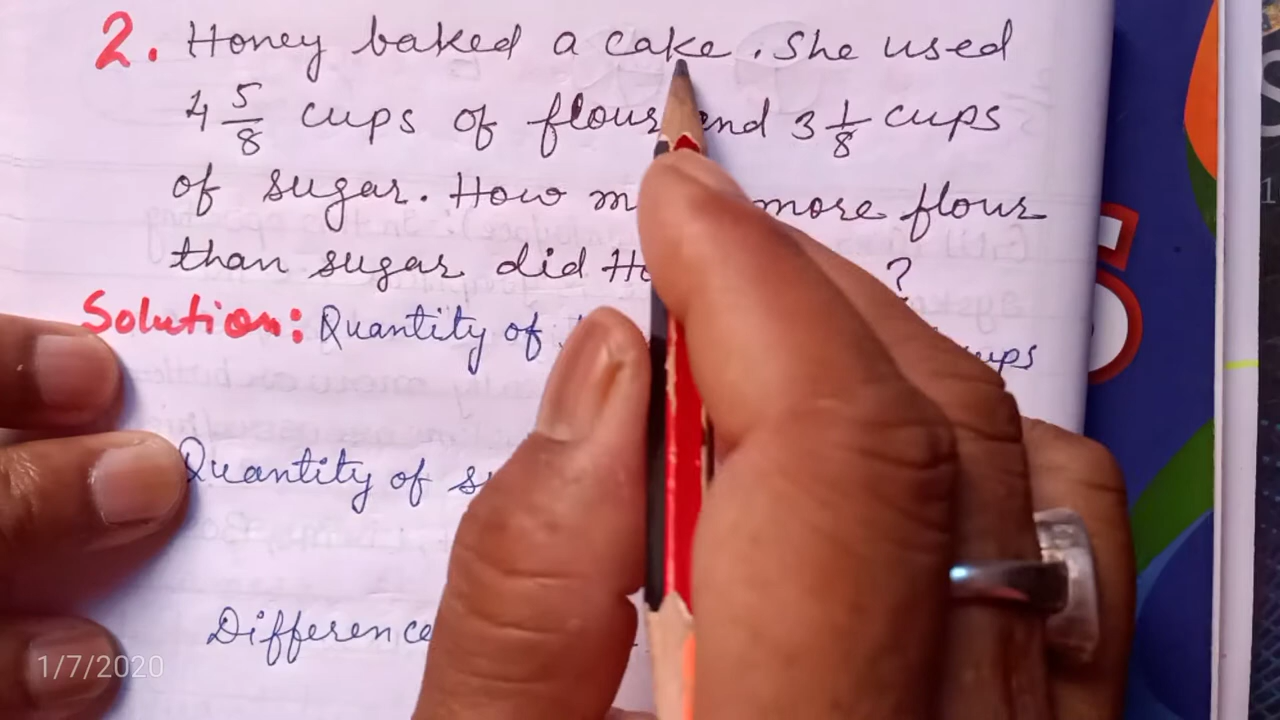 2. Honey baked a cake. She used
4 5/8 cups of flour and 3 1/8 cups
of sugar. How more flour
than sugar did ?
Solution: Quantity of cups
Quantity of
Difference
1/7/2020